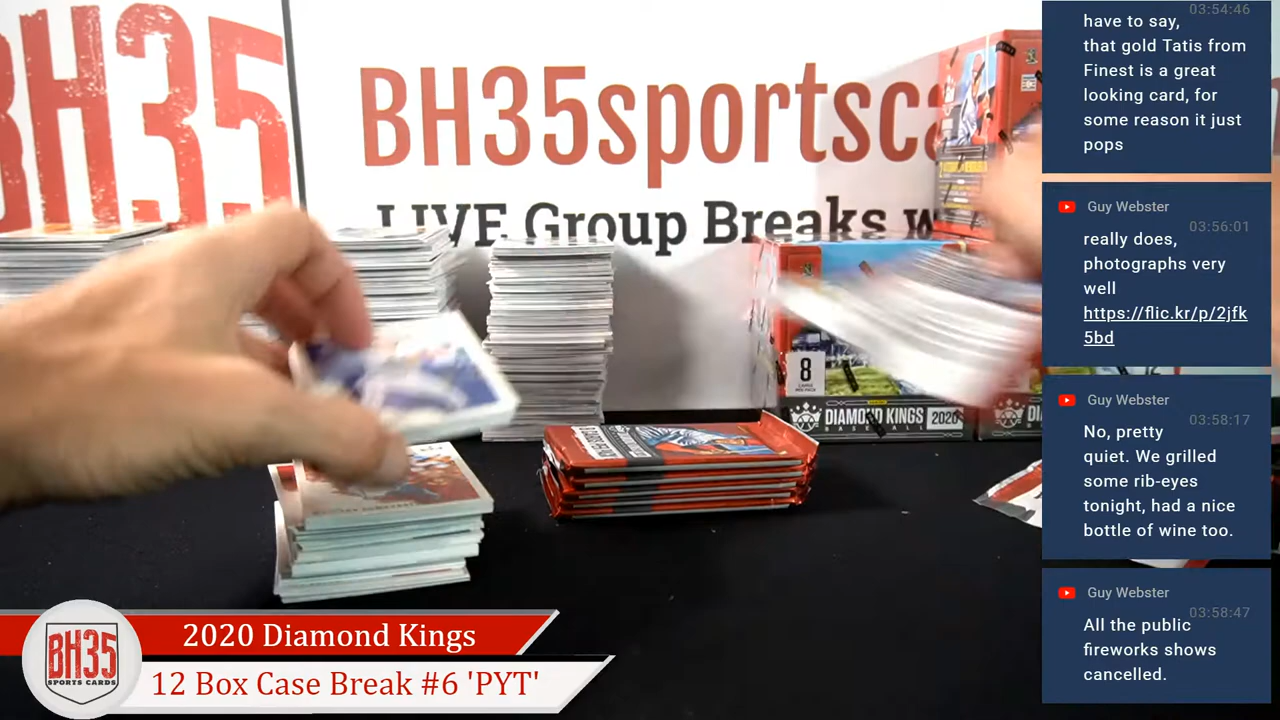 BH35
BH35sportsca
LIVE Group Breaks w
8
CARDS PER PACK
DIAMOND KINGS 2020
2020 Diamond Kings
12 Box Case Break #6 'PYT'
BH35
SPORTS CARDS
03:54:46
have to say,
that gold Tatis from
Finest is a great
looking card, for
some reason it just
pops
Guy Webster
03:56:01
really does,
photographs very
well
https://flic.kr/p/2jfk
5bd
Guy Webster
03:58:17
No, pretty
quiet. We grilled
some rib-eyes
tonight, had a nice
bottle of wine too.
Guy Webster
03:58:47
All the public
fireworks shows
cancelled.